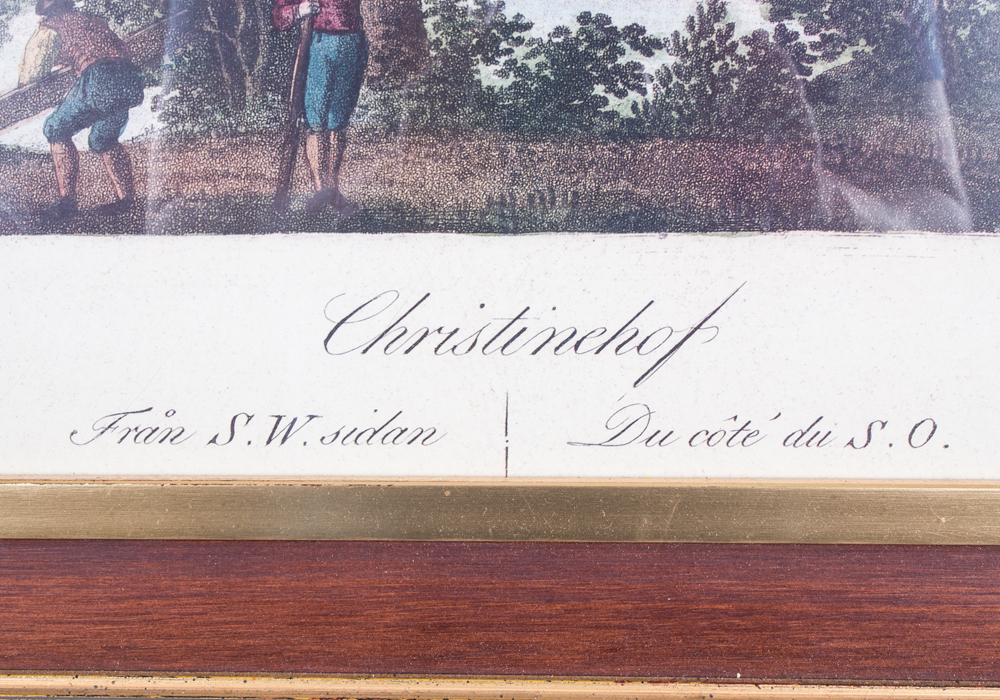 Christinehof
Från S.W. sidan
Du côté du S.O.